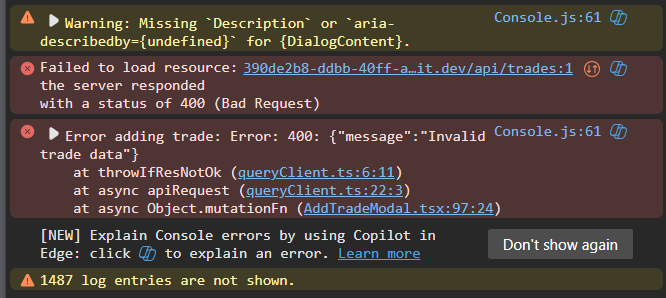 Warning: Missing `Description` or `aria- Console.js:61
describedby={undefined}` for {DialogContent}.
Failed to load resource: 390de2b8-ddbb-40ff-a…it.dev/api/trades:1
the server responded
with a status of 400 (Bad Request)
Error adding trade: Error: 400: {"message":"Invalid Console.js:61
trade data"}
at throwIfResNotOk (queryClient.ts:6:11)
at async apiRequest (queryClient.ts:22:3)
at async Object.mutationFn (AddTradeModal.tsx:97:24)
[NEW] Explain Console errors by using Copilot in
Edge: click to explain an error. Learn more
Don't show again
1487 log entries are not shown.